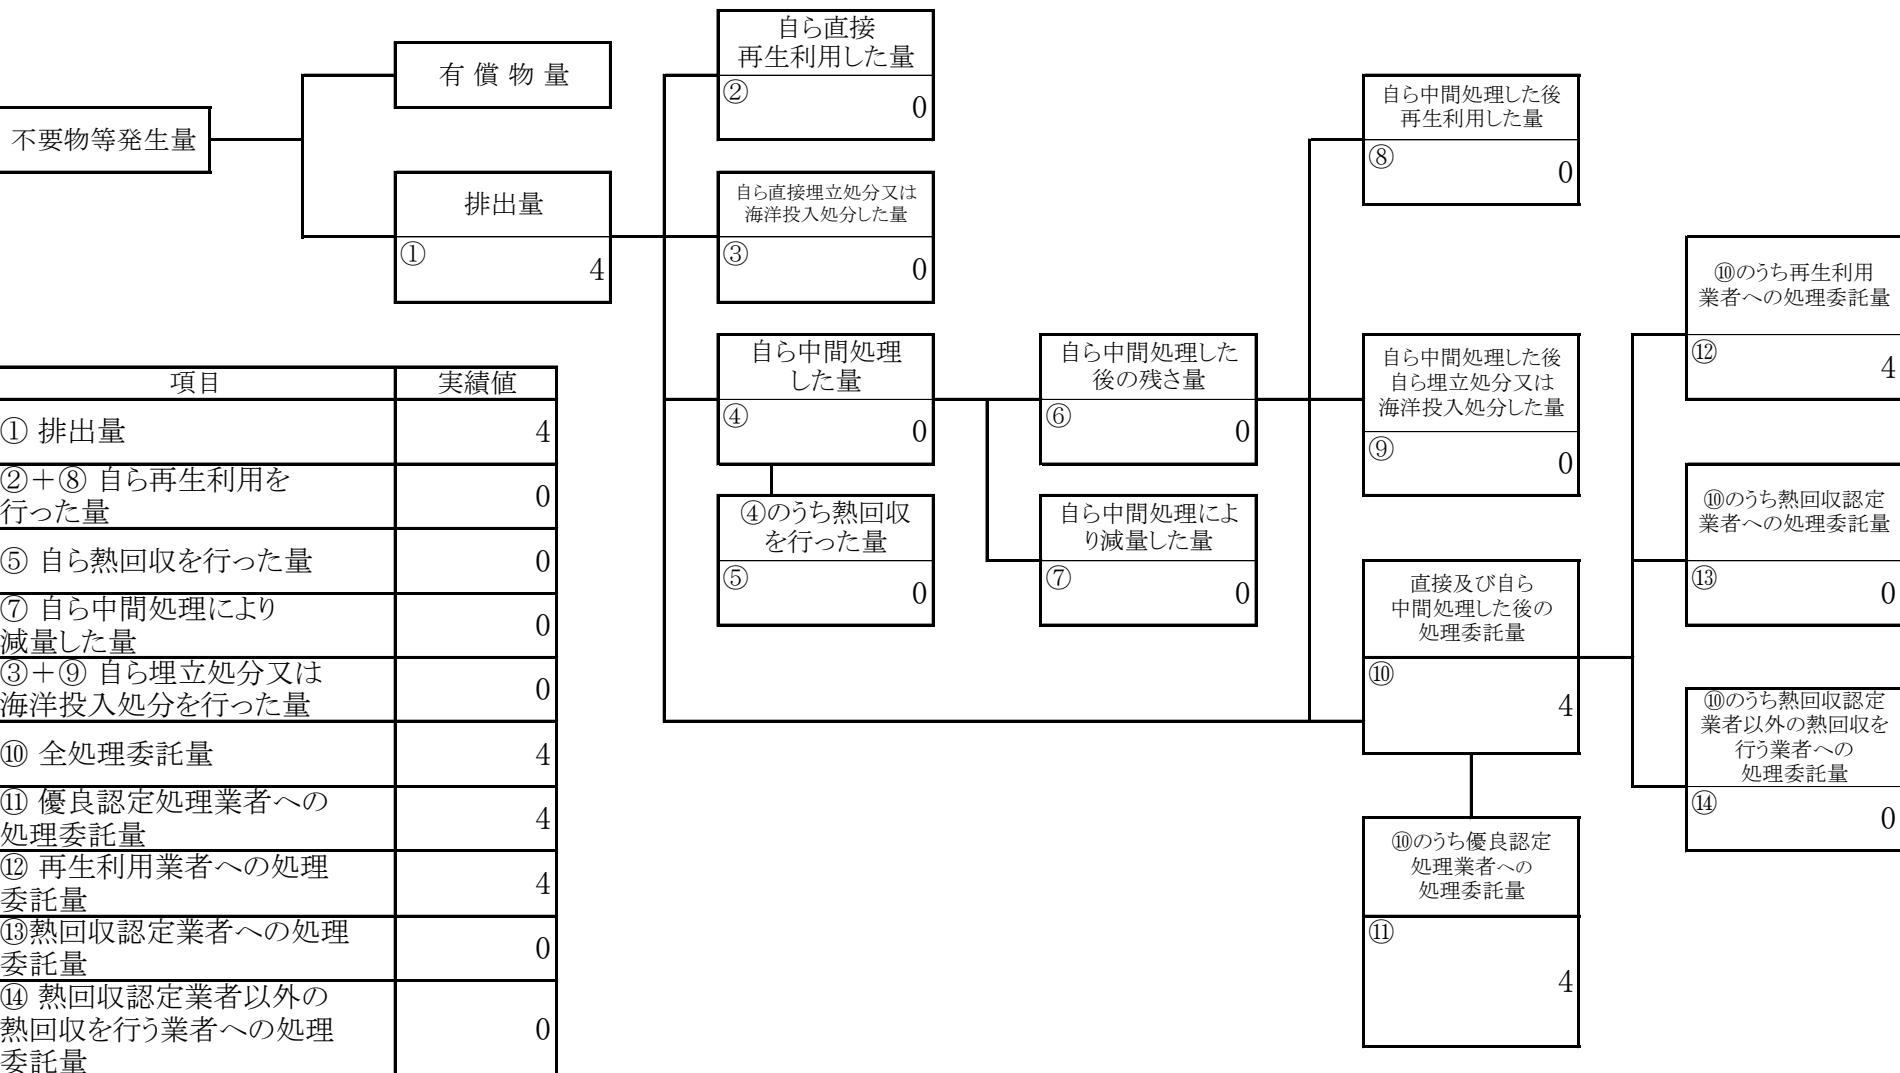 不要物等発生量
有 償 物 量
排出量
①
4
自ら直接
再生利用した量
②
0
自ら直接埋立処分又は
海洋投入処分した量
③
0
自ら中間処理
した量
④
0
④のうち熱回収
を行った量
⑤
0
自ら中間処理した
後の残さ量
⑥
0
自ら中間処理によ
り減量した量
⑦
0
自ら中間処理した後
再生利用した量
⑧
0
自ら中間処理した後
自ら埋立処分又は
海洋投入処分した量
⑨
0
直接及び自ら
中間処理した後の
処理委託量
⑩
4
⑩のうち優良認定
処理業者への
処理委託量
⑪
4
⑩のうち再生利用
業者への処理委託量
⑫
4
⑩のうち熱回収認定
業者への処理委託量
⑬
0
⑩のうち熱回収認定
業者以外の熱回収を
行う業者への
処理委託量
⑭
0
項目 実績値
① 排出量 4
②+⑧ 自ら再生利用を
行った量 0
⑤ 自ら熱回収を行った量 0
⑦ 自ら中間処理により
減量した量 0
③+⑨ 自ら埋立処分又は
海洋投入処分を行った量 0
⑩ 全処理委託量 4
⑪ 優良認定処理業者への
処理委託量 4
⑫ 再生利用業者への処理
委託量 4
⑬熱回収認定業者への処理
委託量 0
⑭ 熱回収認定業者以外の
熱回収を行う業者への処理
委託量 0